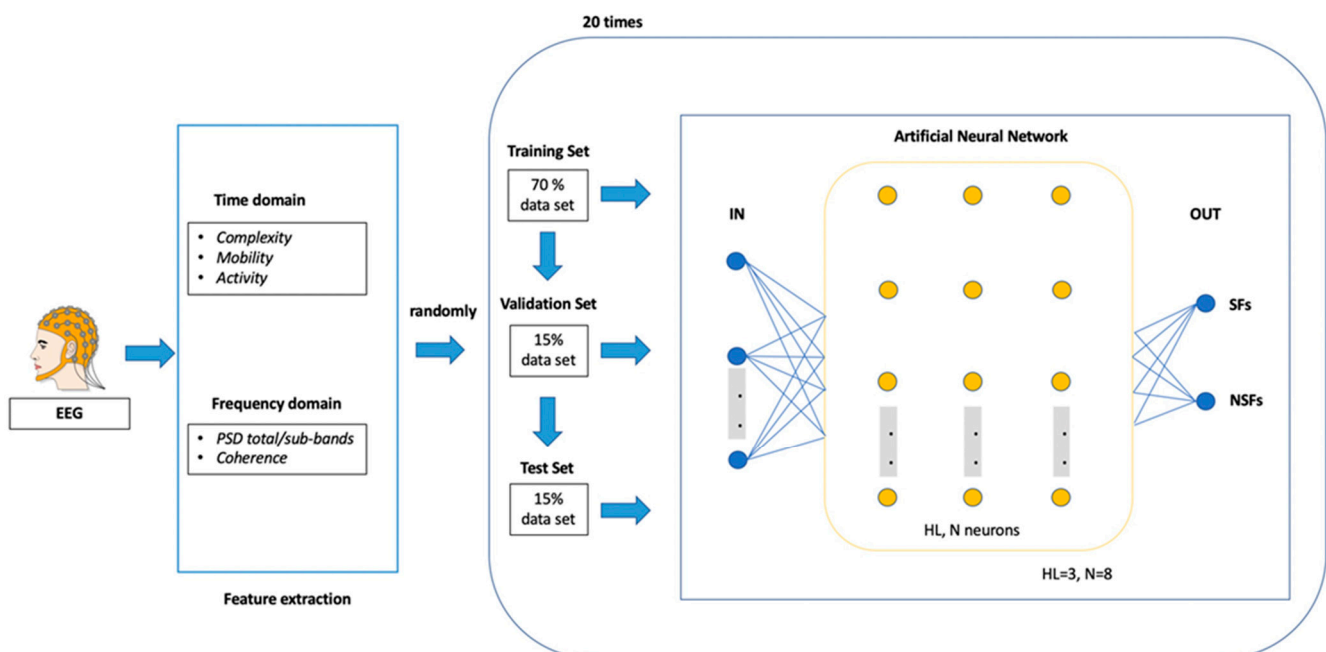 20 times
Training Set
70 %
data set
Validation Set
15%
data set
Test Set
15%
data set
Artificial Neural Network
IN
OUT
SFs
NSFs
HL, N neurons
HL=3, N=8
Time domain
• Complexity
• Mobility
• Activity
randomly
EEG
Frequency domain
• PSD total/sub-bands
• Coherence
Feature extraction